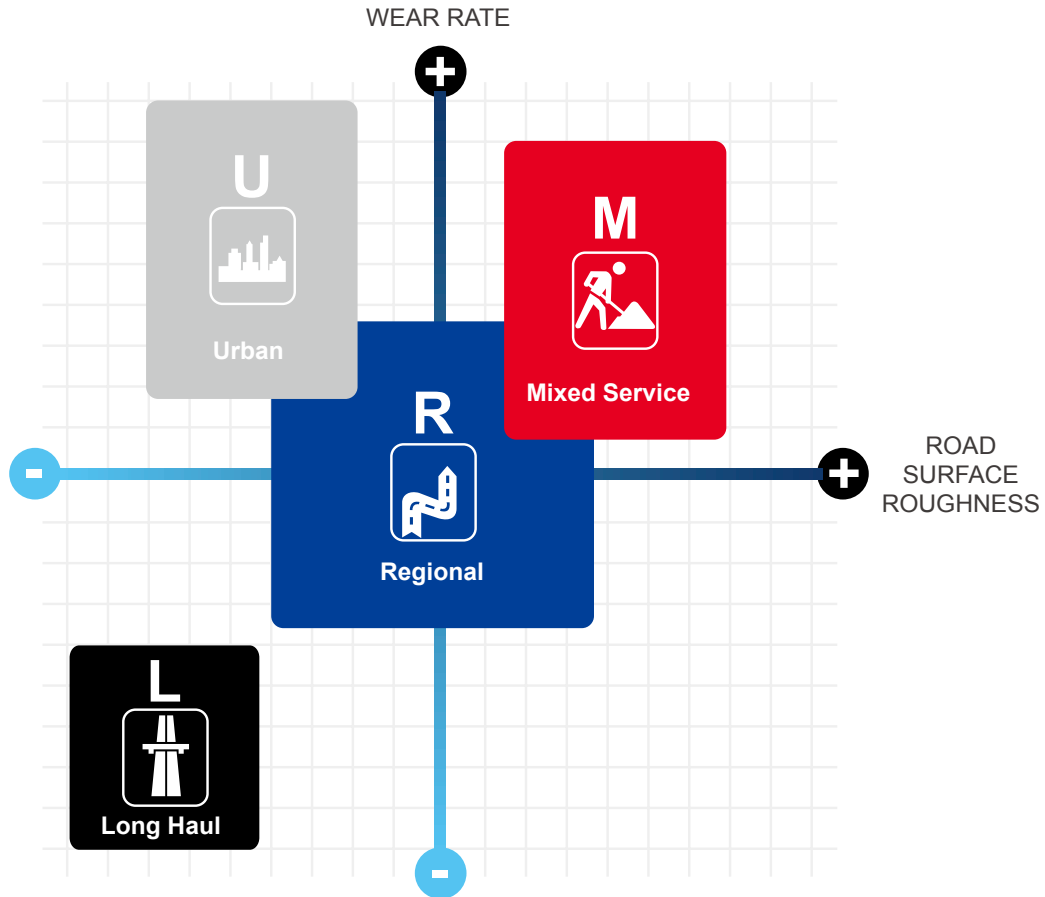 WEAR RATE
+
U
Urban
M
Mixed Service
R
Regional
-
+
ROAD
SURFACE
ROUGHNESS
L
Long Haul
-